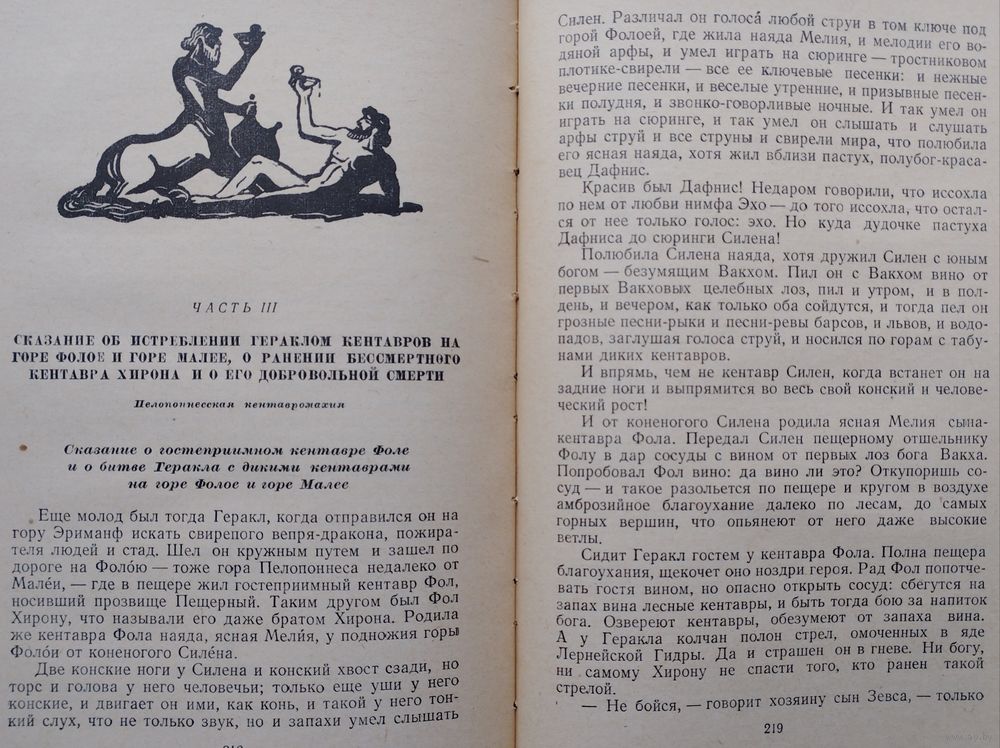 ЧАСТЬ III
СКАЗАНИЕ ОБ ИСТРЕБЛЕНИИ ГЕРАКЛОМ КЕНТАВРОВ НА
ГОРЕ ФОЛОЕ И ГОРЕ МАЛЕЕ, О РАНЕНИИ БЕССМЕРТНОГО
КЕНТАВРА ХИРОНА И О ЕГО ДОБРОВОЛЬНОЙ СМЕРТИ
Пелопоннесская кентавромахия
Сказание о гостеприимном кентавре Фоле
и о битве Геракла с дикими кентаврами
на горе Фолое и горе Малее
Еще молод был тогда Геракл, когда отправился он на
гору Эриманф искать свирепого вепря-дракона, пожира-
теля людей и стад. Шел он кружным путем и зашел по
дороге на Фоло́ю — тоже гора Пелопоннеса недалеко от
Мале́и, — где в пещере жил гостеприимный кентавр Фол,
носивший прозвище Пещерный. Таким другом был Фол
Хирону, что называли его даже братом Хирона. Родила
же кентавра Фола наяда, ясная Мели́я, у подножия горы
Фоло́и от коненогого Силе́на.
Две конские ноги у Силена и конский хвост сзади, но
торс и голова у него человечьи; только еще уши у него
конские, и двигает он ими, как конь, и такой у него тон-
кий слух, что не только звук, но и запахи умел слышать
Силен. Различал он голоса́ любой струи в том ключе под
горой Фолоей, где жила наяда Мелия, и мелодии его во-
дяной арфы, и умел играть на сюринге — тростниковом
плотике-свирели — все ее ключевые песенки: и нежные
вечерние песенки, и веселые утренние, и призывные песен-
ки полудня, и звонко-говорливые ночные. И так умел он
играть на сюринге, и так умел он слышать и слушать
арфы струй и все струны и свирели мира, что полюбила
его ясная наяда, хотя жил вблизи пастух, полубог-краса-
вец Дафнис.
Красив был Дафнис! Недаром говорили, что иссохла
по нем от любви нимфа Эхо — до того иссохла, что остал-
ся от нее только голос: эхо. Но куда дудочке пастуха
Дафниса до сюринги Силена!
Полюбила Силена наяда, хотя дружил Силен с юным
богом — безумящим Вакхом. Пил он с Вакхом вино от
первых Вакховых целебных лоз, пил и утром, и в пол-
день, и вечером, как только оба сойдутся, и тогда пел он
грозные песни-рыки и песни-ревы барсов, и львов, и водо-
падов, заглушая голоса струй, и носился по горам с табу-
нами диких кентавров.
И впрямь, чем не кентавр Силен, когда встанет он на
задние ноги и выпрямится во весь свой конский и челове-
ческий рост!
И от коненогого Силена родила ясная Мелия сына-
кентавра Фола. Передал Силен пещерному отшельнику
Фолу в дар сосуды с вином от первых лоз бога Вакха.
Попробовал Фол вино: да вино ли это? Откупоришь со-
суд — и такое разольется по пещере и кругом в воздухе
амброзийное благоухание далеко по лесам, до самых
горных вершин, что опьянеют от него даже высокие
ветлы.
Сидит Геракл гостем у кентавра Фола. Полна пещера
благоухания, щекочет оно ноздри героя. Рад Фол попотче-
вать гостя вином, но опасно открыть сосуд: сбегутся на
запах вина лесные кентавры, и быть тогда бою за напиток
бога. Озвереют кентавры, обезумеют от запаха вина.
А у Геракла колчан полон стрел, омоченных в яде
Лернейской Гидры. Да и страшен он в гневе. Ни богу,
ни самому Хирону не спасти того, кто ранен такой
стрелой.
— Не бойся, — говорит хозяину сын Зевса, — только
219